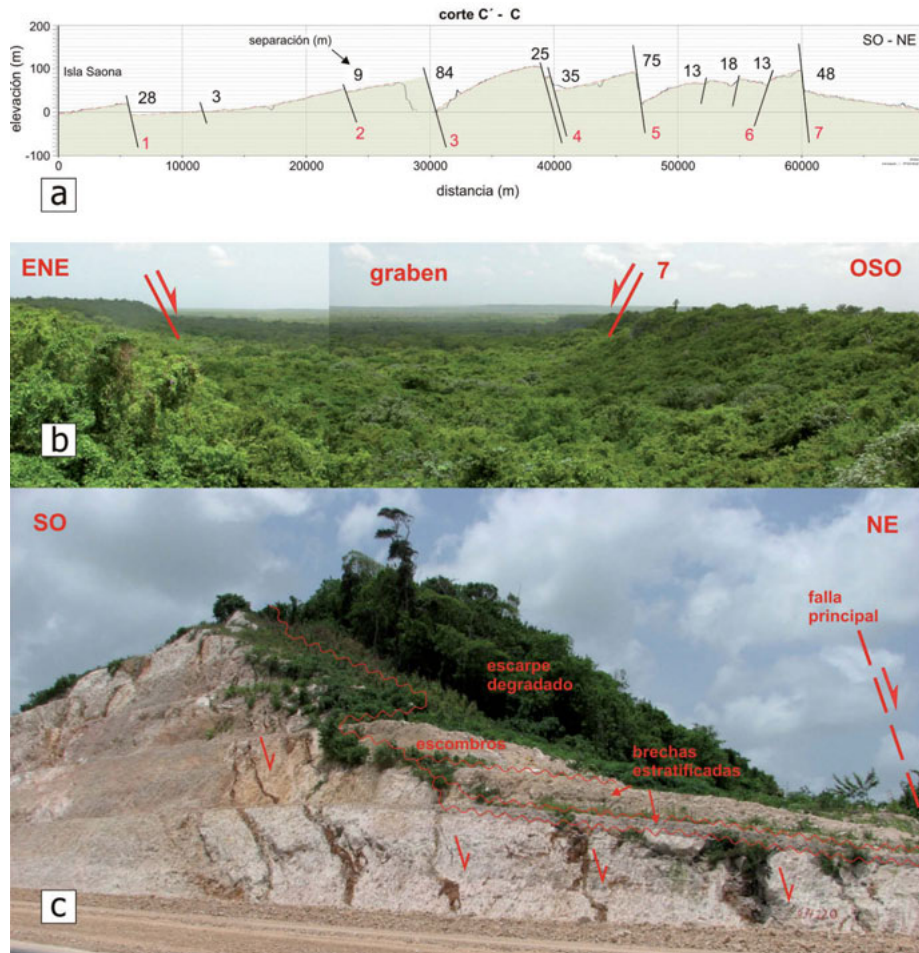 corte C´ - C
200
100
0
-100
elevación (m)
separación (m)
SO - NE
Isla Saona
28
3
9
84
25
35
75
13
18
13
48
1
2
3
4
5
6
7
0
10000
20000
30000
40000
50000
60000
distancia (m)
a
ENE
graben
7
OSO
b
SO
NE
falla
principal
escarpe
degradado
escombros
brechas
estratificadas
c